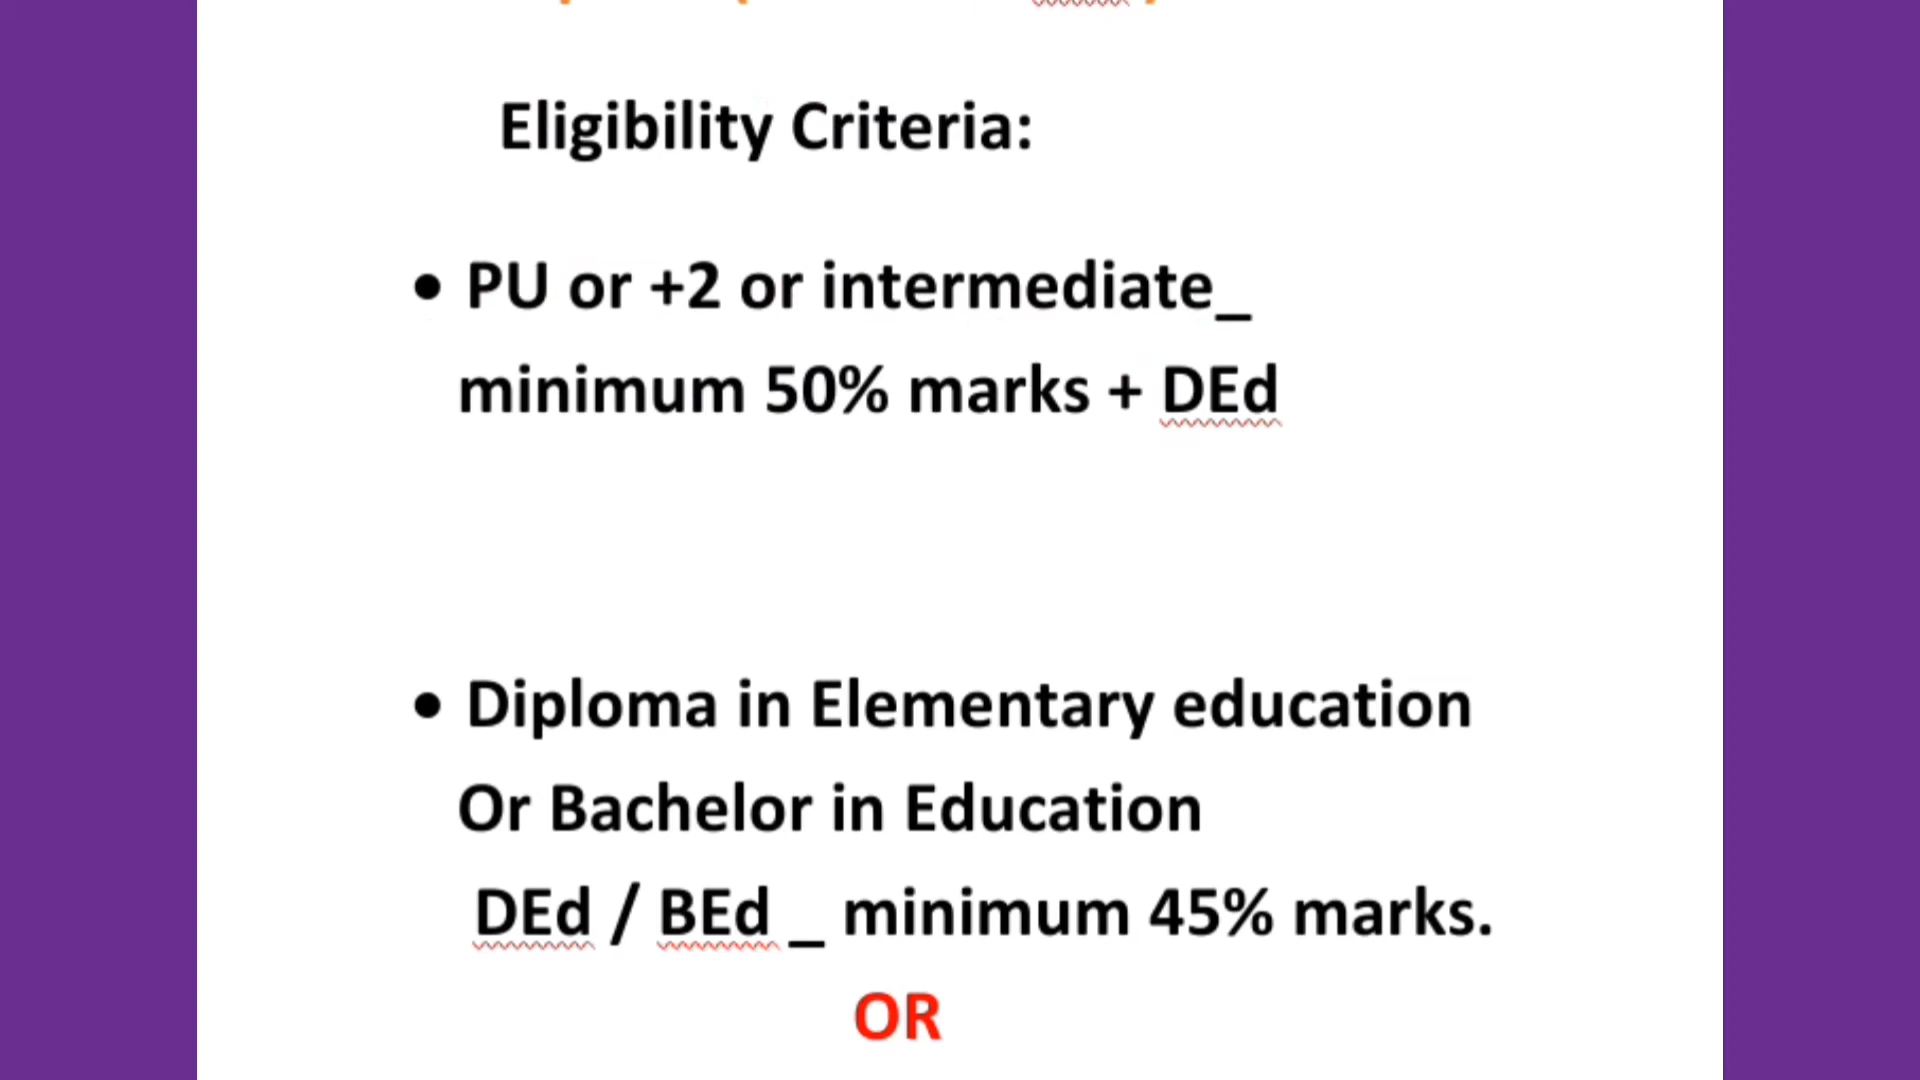 Eligibility Criteria:
• PU or +2 or intermediate_
minimum 50% marks + DEd
• Diploma in Elementary education
Or Bachelor in Education
DEd / BEd _ minimum 45% marks.
OR